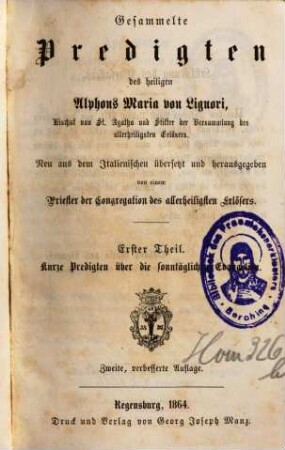 Gesammelte
Predigten
des heiligen
Alphons Maria von Liguori,
Bischof von St. Agatha und Stifter der Versammlung des
allerheiligsten Erlösers.
Neu aus dem Italienischen übersetzt und herausgegeben
von einem
Priester der Congregation des allerheiligsten Erlösers.
Erster Theil.
Kurze Predigten über die sonntäglichen
Berching
Hom 326
Zweite, verbesserte Auflage.
Regensburg, 1864.
Druck und Verlag von Georg Joseph Manz.